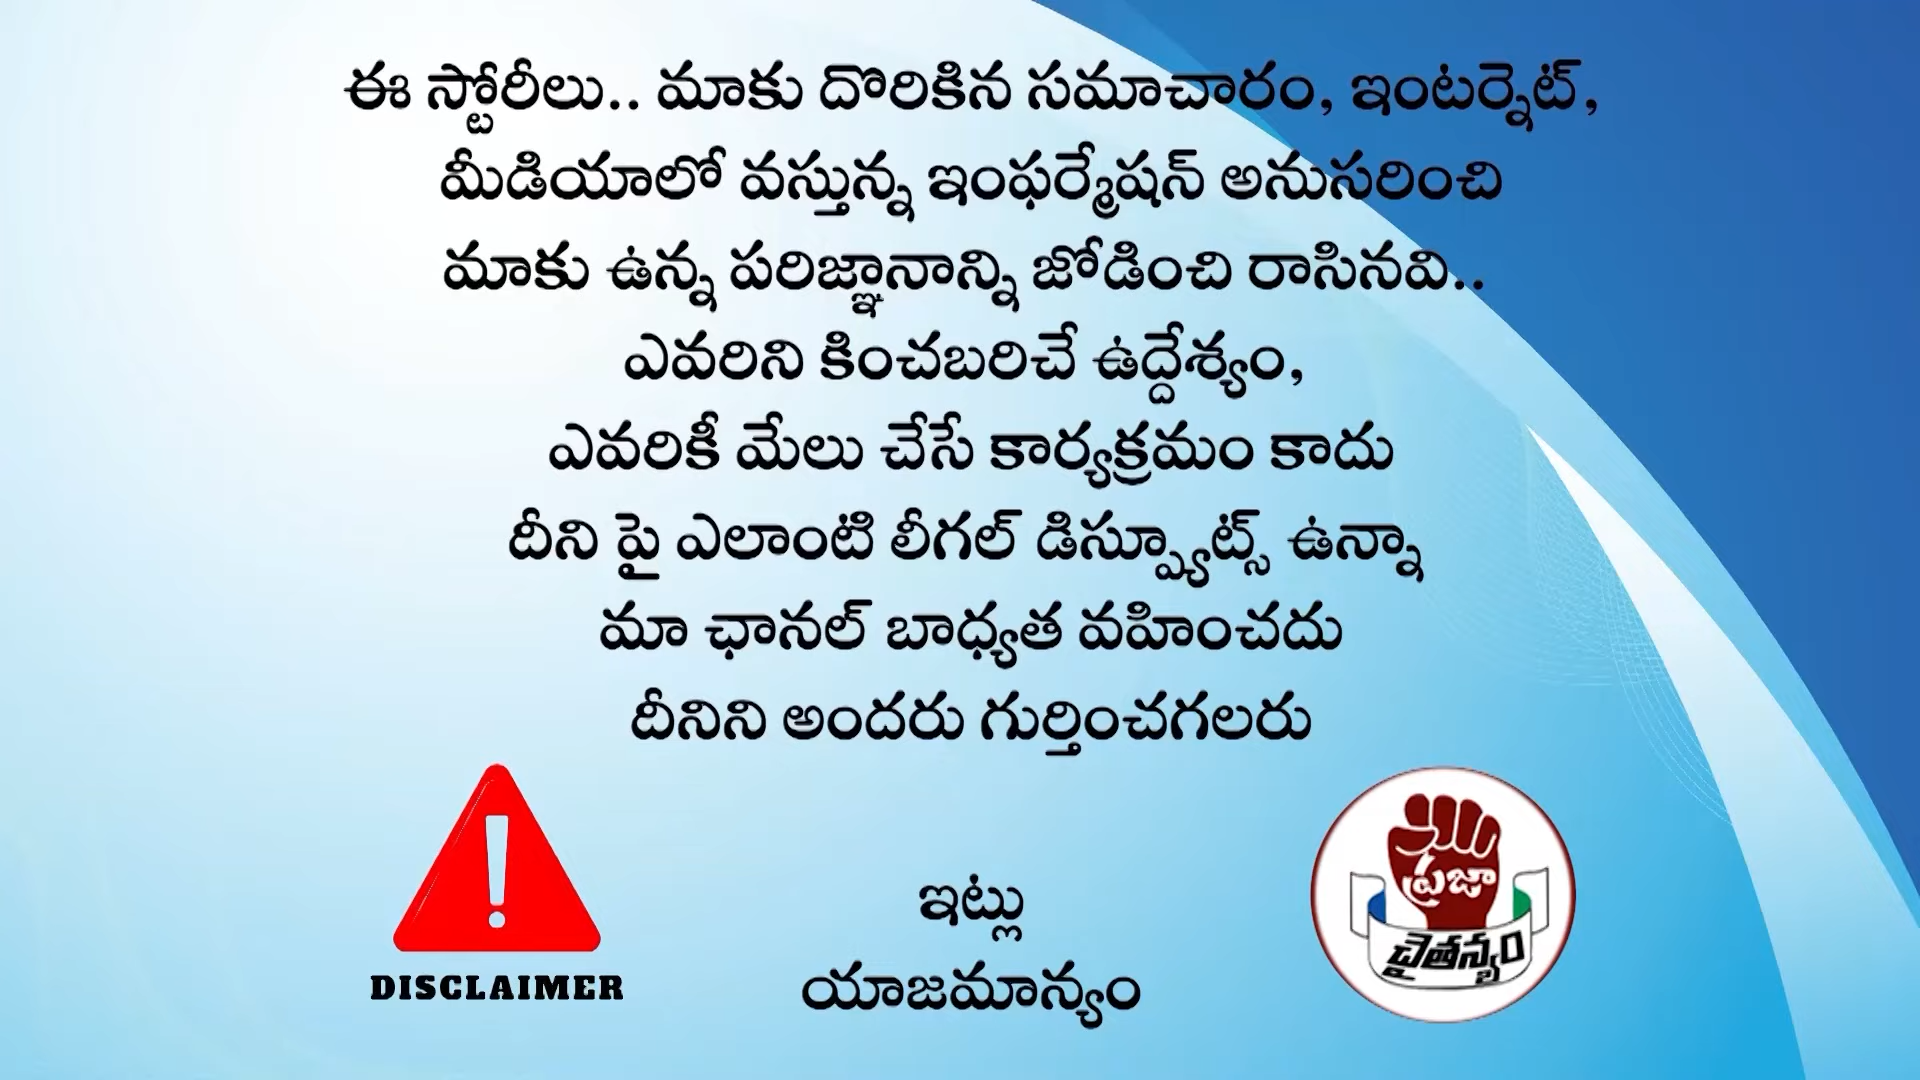 ఈ స్టోరీలు.. మాకు దొరికిన సమాచారం, ఇంటర్నెట్,
మీడియాలో వస్తున్న ఇంఫర్మేషన్ అనుసరించి
మాకు ఉన్న పరిజ్ఞానాన్ని జోడించి రాసినవి..
ఎవరిని కించబరిచే ఉద్దేశ్యం,
ఎవరికీ మేలు చేసే కార్యక్రమం కాదు
దీని పై ఎలాంటి లీగల్ డిస్ప్యూట్స్ ఉన్నా
మా ఛానల్ బాధ్యత వహించదు
దీనిని అందరు గుర్తించగలరు
DISCLAIMER
ఇట్లు
యాజమాన్యం
ప్రజా
చైతన్యం